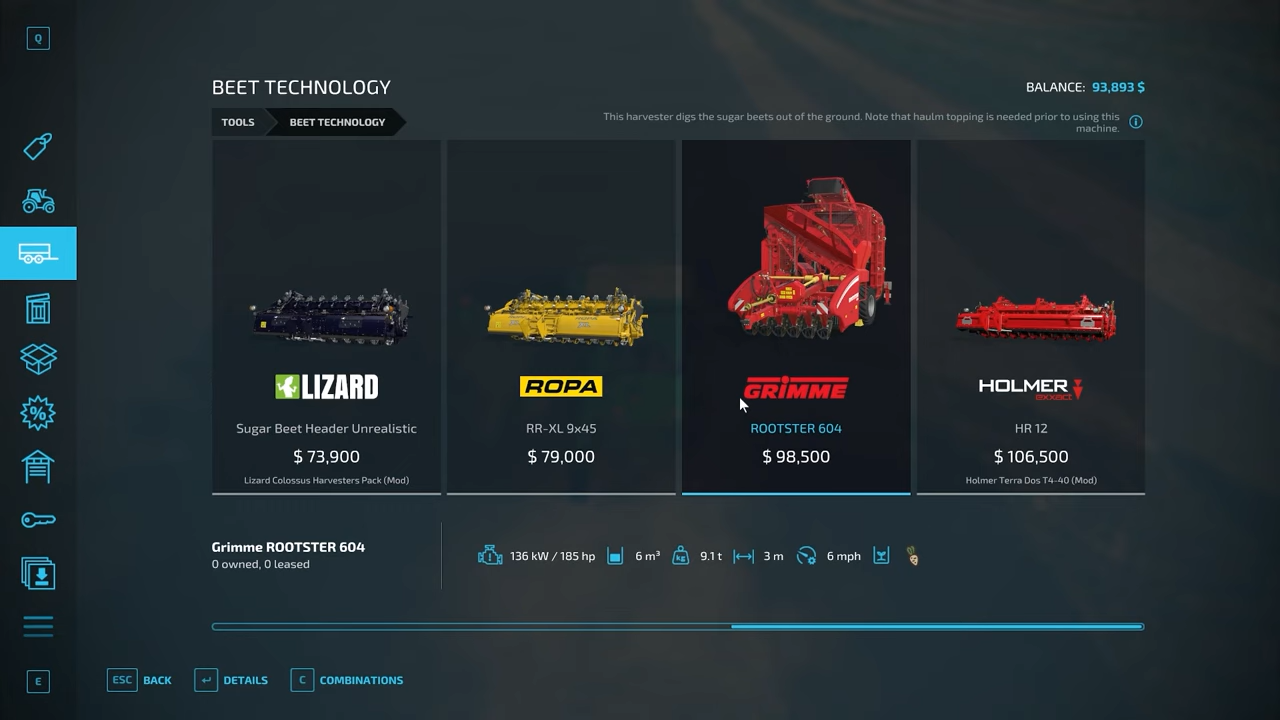 Q
BEET TECHNOLOGY
BALANCE: 93,893 $
TOOLS
BEET TECHNOLOGY
This harvester digs the sugar beets out of the ground. Note that haulm topping is needed prior to using this
machine.
LIZARD
ROPA
GRIMME
HOLMER
exxact
Sugar Beet Header Unrealistic
RR-XL 9x45
ROOTSTER 604
HR 12
$ 73,900
$ 79,000
$ 98,500
$ 106,500
Lizard Colossus Harvesters Pack (Mod)
Holmer Terra Dos T4-40 (Mod)
Grimme ROOTSTER 604
0 owned, 0 leased
136 kW / 185 hp
6 m³
kg
9.1 t
3 m
6 mph
E
ESC BACK
DETAILS
C COMBINATIONS